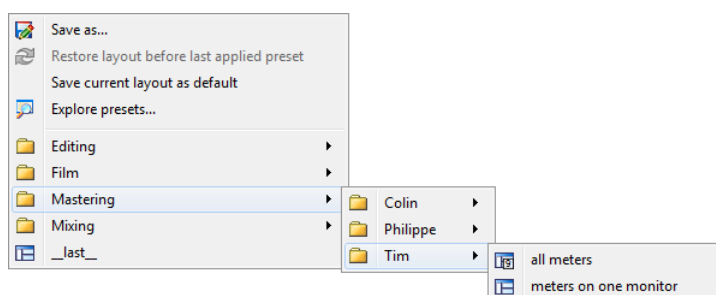 Save as...
Restore layout before last applied preset
Save current layout as default
Explore presets...
Editing
Film
Mastering
Mixing
__last__
Colin
Philippe
Tim
all meters
meters on one monitor